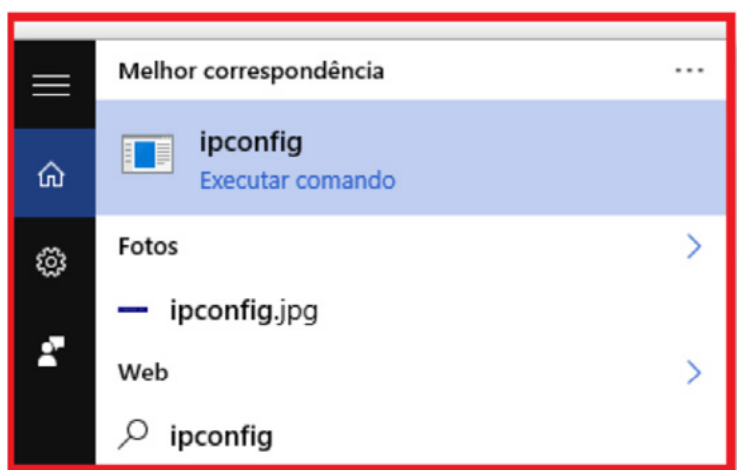 Melhor correspondência
ipconfig
Executar comando
Fotos
ipconfig.jpg
Web
ipconfig